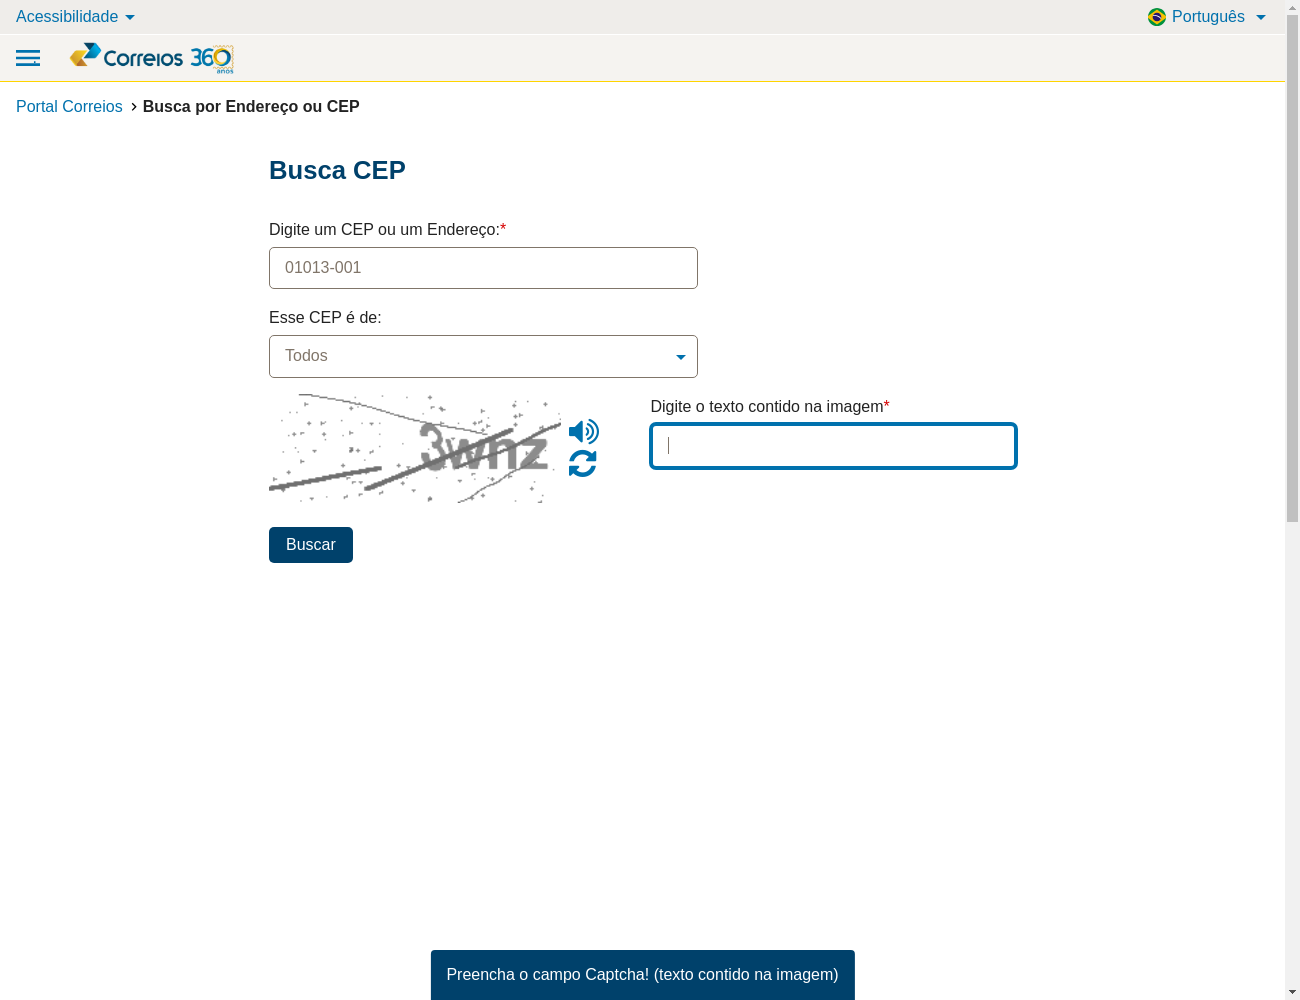 Acessibilidade
Português
Correios 360 anos
Portal Correios > Busca por Endereço ou CEP
Busca CEP
Digite um CEP ou um Endereço:*
01013-001
Esse CEP é de:
Todos
3wnz
Digite o texto contido na imagem*
Buscar
Preencha o campo Captcha! (texto contido na imagem)